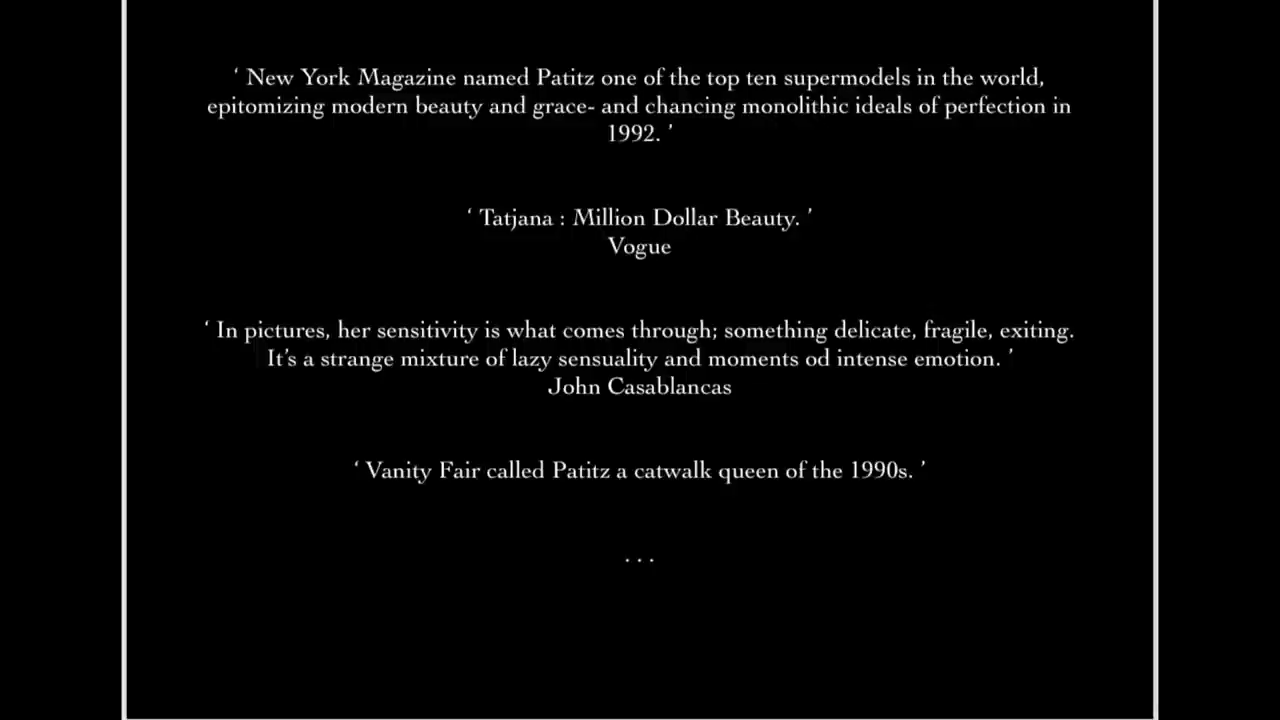 ‘ New York Magazine named Patitz one of the top ten supermodels in the world,
epitomizing modern beauty and grace- and chancing monolithic ideals of perfection in
1992. ’
‘ Tatjana : Million Dollar Beauty. ’
Vogue
‘ In pictures, her sensitivity is what comes through; something delicate, fragile, exiting.
It’s a strange mixture of lazy sensuality and moments od intense emotion. ’
John Casablancas
‘ Vanity Fair called Patitz a catwalk queen of the 1990s. ’
. . .